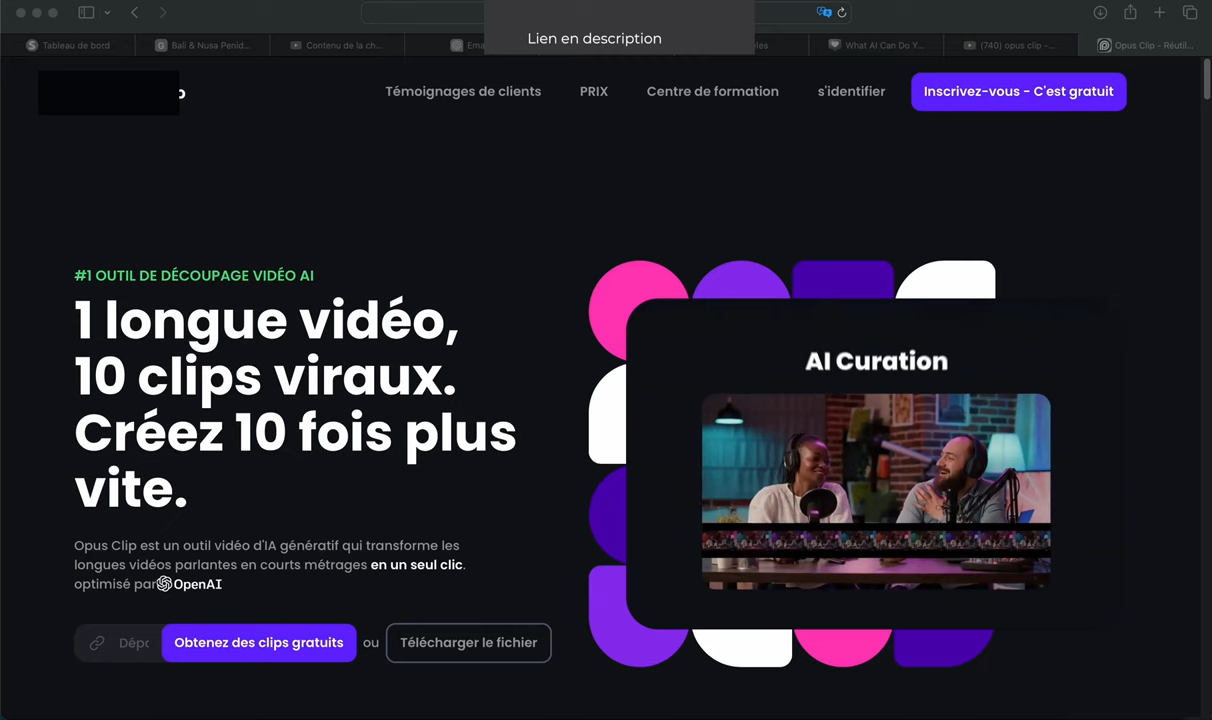 Lien en description
Tableau de bord
Bali & Nusa Penid...
Contenu de la ch...
What AI Can Do Y...
(740) opus clip -...
Opus Clip - Réutil...
Témoignages de clients
PRIX
Centre de formation
s'identifier
Inscrivez-vous - C'est gratuit
#1 OUTIL DE DÉCOUPAGE VIDÉO AI
1 longue vidéo,
10 clips viraux.
Créez 10 fois plus
vite.
AI Curation
Opus Clip est un outil vidéo d'IA génératif qui transforme les
longues vidéos parlantes en courts métrages en un seul clic.
optimisé par OpenAI
Obtenez des clips gratuits
ou
Télécharger le fichier